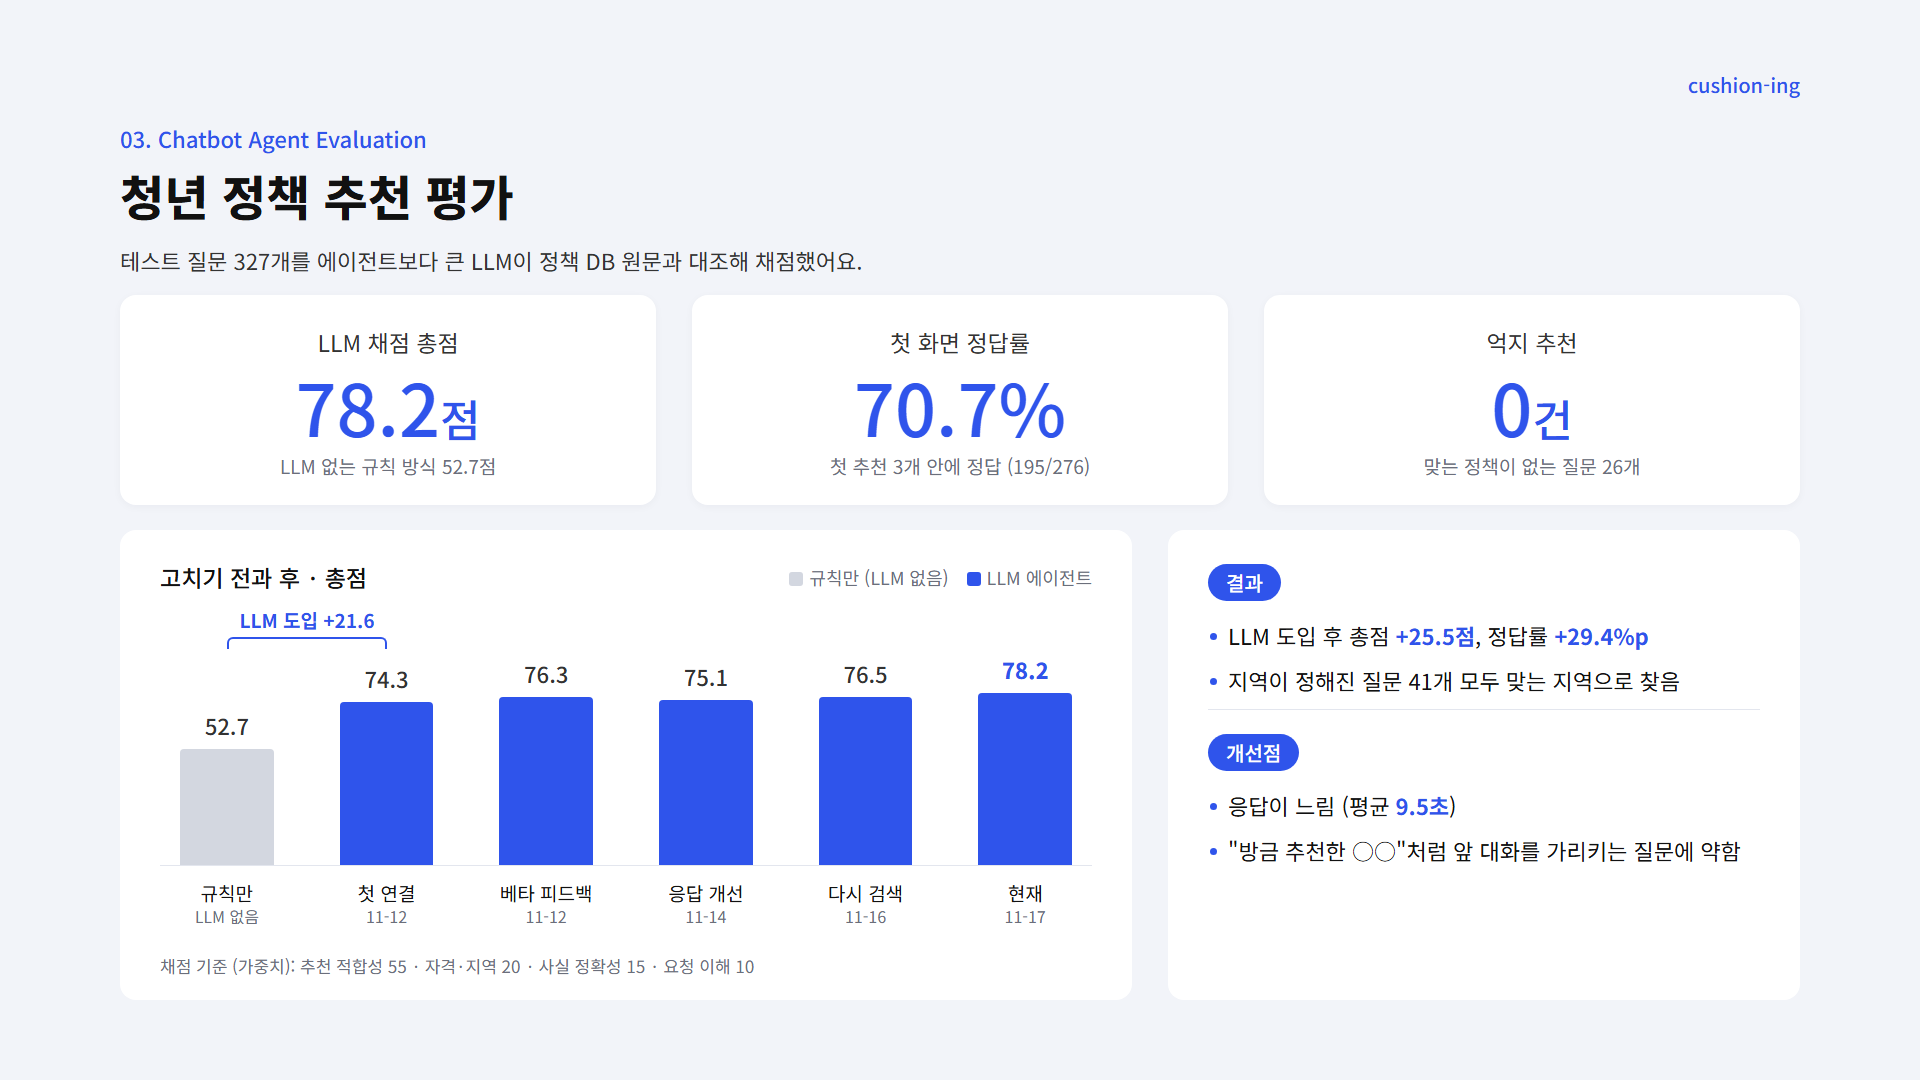 cushion-ing
03. Chatbot Agent Evaluation
청년 정책 추천 평가
테스트 질문 327개를 에이전트보다 큰 LLM이 정책 DB 원문과 대조해 채점했어요.
LLM 채점 총점
78.2점
LLM 없는 규칙 방식 52.7점
첫 화면 정답률
70.7%
첫 추천 3개 안에 정답 (195/276)
억지 추천
0건
맞는 정책이 없는 질문 26개
고치기 전과 후 · 총점
규칙만 (LLM 없음)
LLM 에이전트
LLM 도입 +21.6
52.7
74.3
76.3
75.1
76.5
78.2
규칙만
LLM 없음
첫 연결
11-12
베타 피드백
11-12
응답 개선
11-14
다시 검색
11-16
현재
11-17
채점 기준 (가중치): 추천 적합성 55 · 자격·지역 20 · 사실 정확성 15 · 요청 이해 10
결과
• LLM 도입 후 총점 +25.5점, 정답률 +29.4%p
• 지역이 정해진 질문 41개 모두 맞는 지역으로 찾음
개선점
• 응답이 느림 (평균 9.5초)
• "방금 추천한 ○○"처럼 앞 대화를 가리키는 질문에 약함